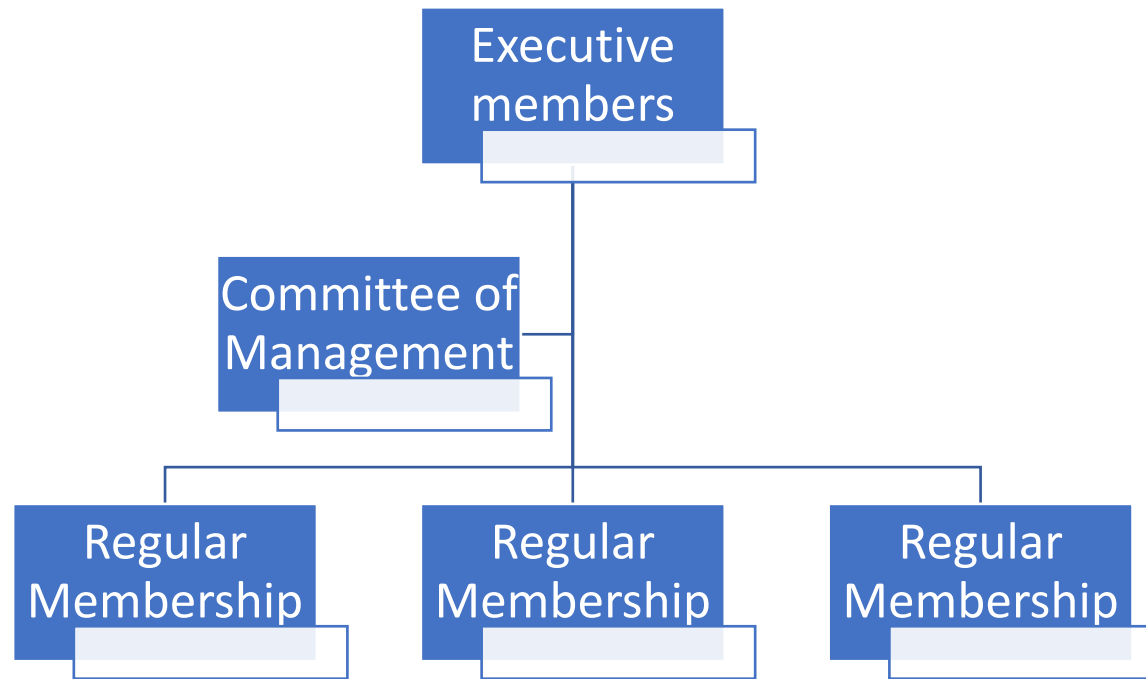 Executive
members
Committee of
Management
Regular
Membership
Regular
Membership
Regular
Membership